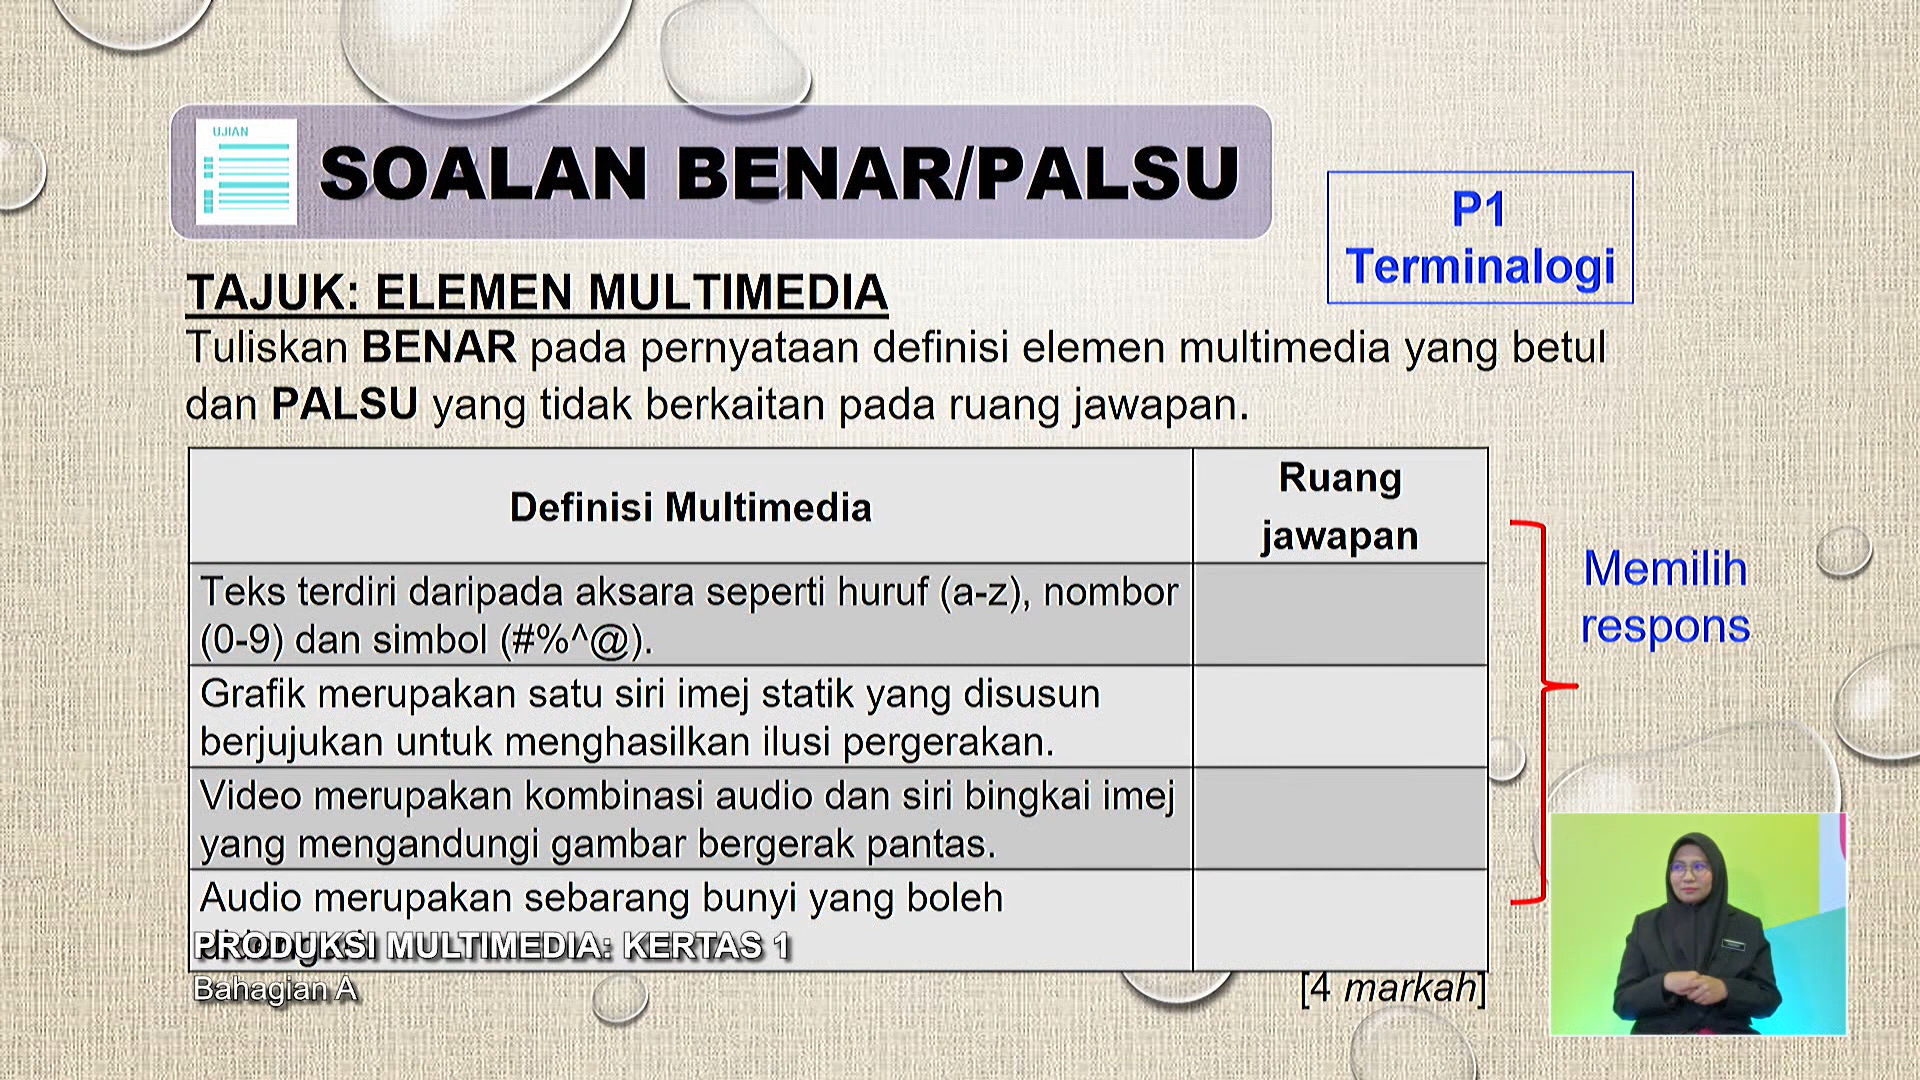 UJIAN
SOALAN BENAR/PALSU
P1
Terminalogi
TAJUK: ELEMEN MULTIMEDIA
Tuliskan BENAR pada pernyataan definisi elemen multimedia yang betul
dan PALSU yang tidak berkaitan pada ruang jawapan.
Definisi Multimedia
Ruang
jawapan
Teks terdiri daripada aksara seperti huruf (a-z), nombor
(0-9) dan simbol (#%^@).
Grafik merupakan satu siri imej statik yang disusun
berjujukan untuk menghasilkan ilusi pergerakan.
Video merupakan kombinasi audio dan siri bingkai imej
yang mengandungi gambar bergerak pantas.
Audio merupakan sebarang bunyi yang boleh
Memilih
respons
PRODUKSI MULTIMEDIA: KERTAS 1
Bahagian A
[4 markah]